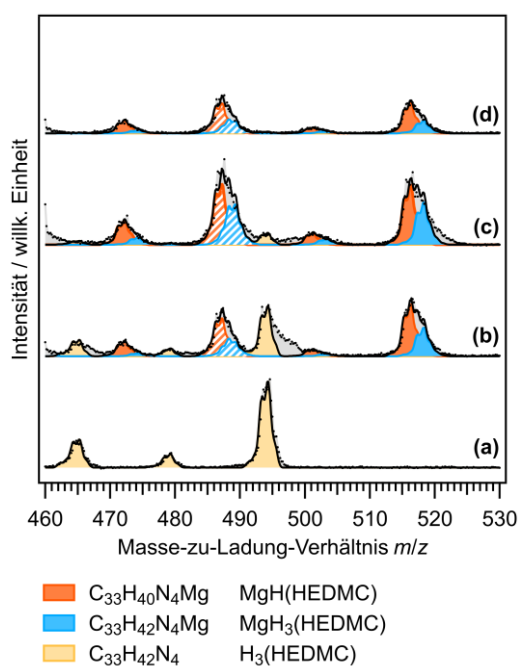 Intensität / willk. Einheit
(d)
(c)
(b)
(a)
460 470 480 490 500 510 520 530
Masse-zu-Ladung-Verhältnis m/z
C₃₃H₄₀N₄Mg MgH(HEDMC)
C₃₃H₄₂N₄Mg MgH₃(HEDMC)
C₃₃H₄₂N₄ H₃(HEDMC)